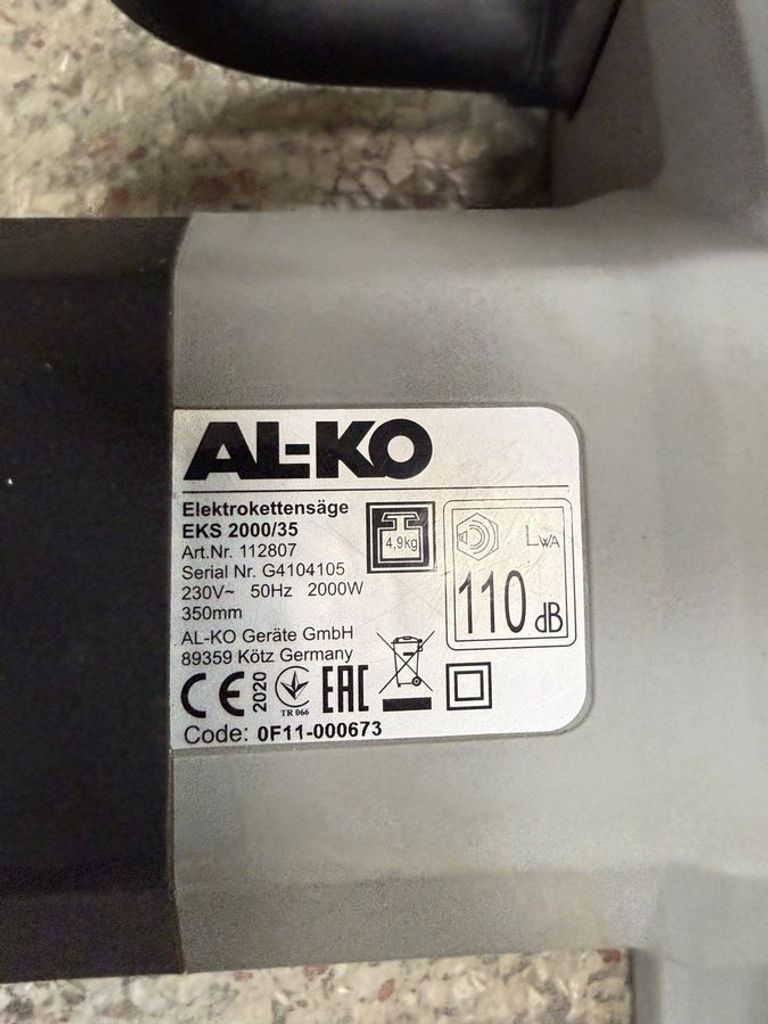 AL-KO
Elektrokettensäge
EKS 2000/35
Art.Nr. 112807
Serial Nr. G4104105
230V~ 50Hz 2000W
350mm
AL-KO Geräte GmbH
89359 Kötz Germany
4,9kg
LWA
110 dB
CE 2020 TR 066 EAC
Code: 0F11-000673